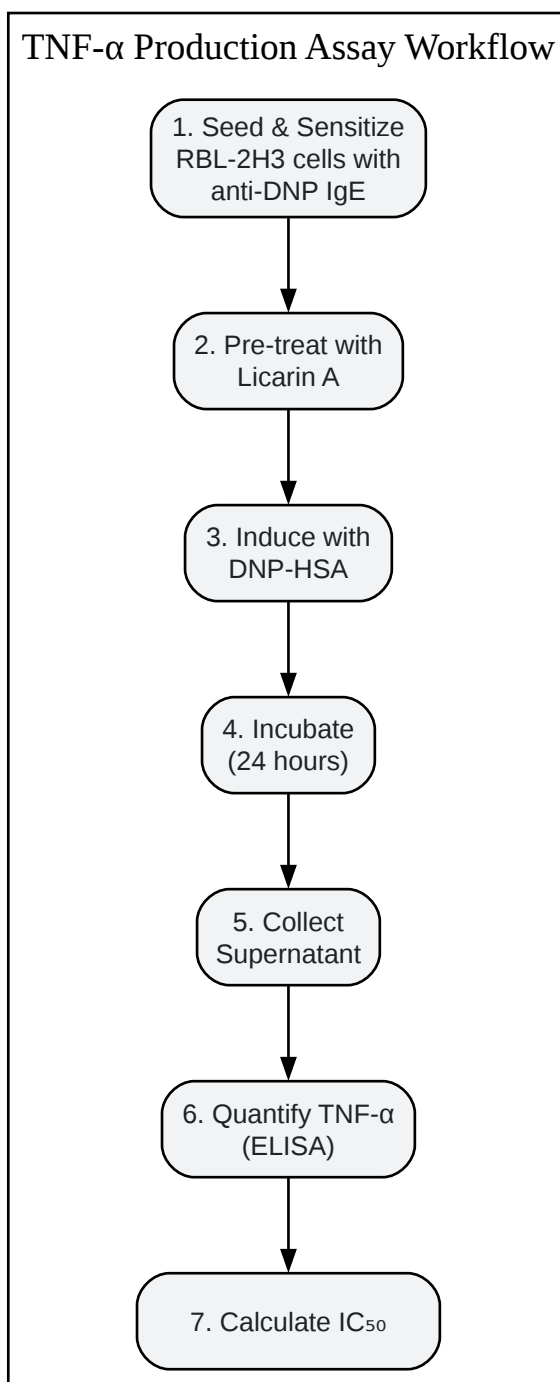 TNF-α Production Assay Workflow
1. Seed & Sensitize
RBL-2H3 cells with
anti-DNP IgE
2. Pre-treat with
Licarin A
3. Induce with
DNP-HSA
4. Incubate
(24 hours)
5. Collect
Supernatant
6. Quantify TNF-α
(ELISA)
7. Calculate IC₅₀